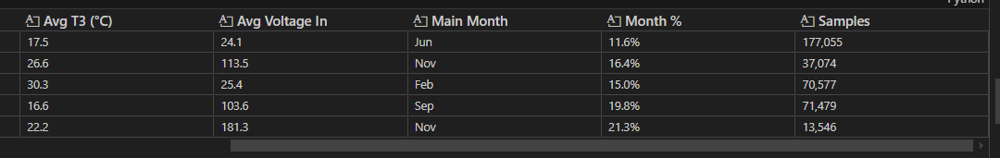 Avg T3 (°C) Avg Voltage In Main Month Month % Samples
17.5 24.1 Jun 11.6% 177,055
26.6 113.5 Nov 16.4% 37,074
30.3 25.4 Feb 15.0% 70,577
16.6 103.6 Sep 19.8% 71,479
22.2 181.3 Nov 21.3% 13,546